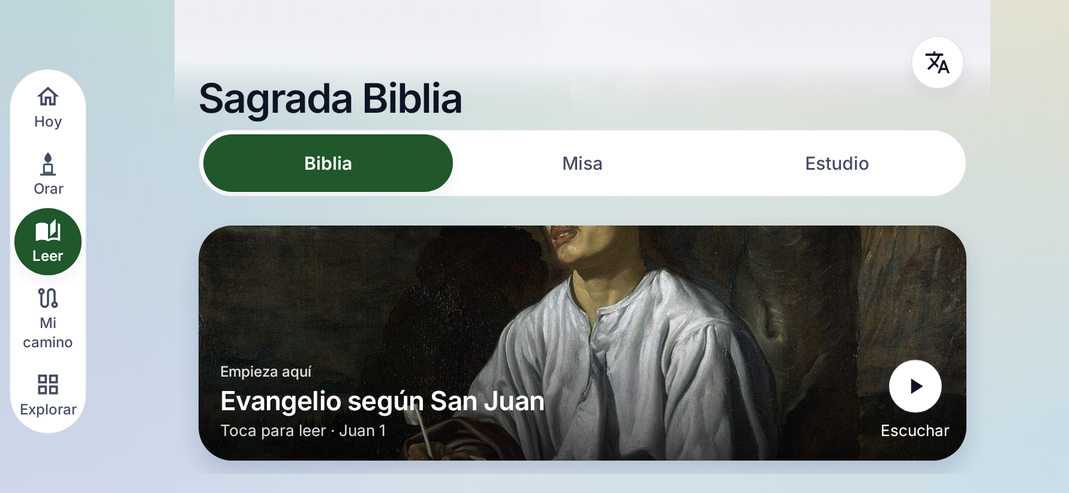 Sagrada Biblia
Hoy
Orar
Leer
Mi
camino
Explorar
Biblia
Misa
Estudio
Empieza aquí
Evangelio según San Juan
Toca para leer · Juan 1
Escuchar